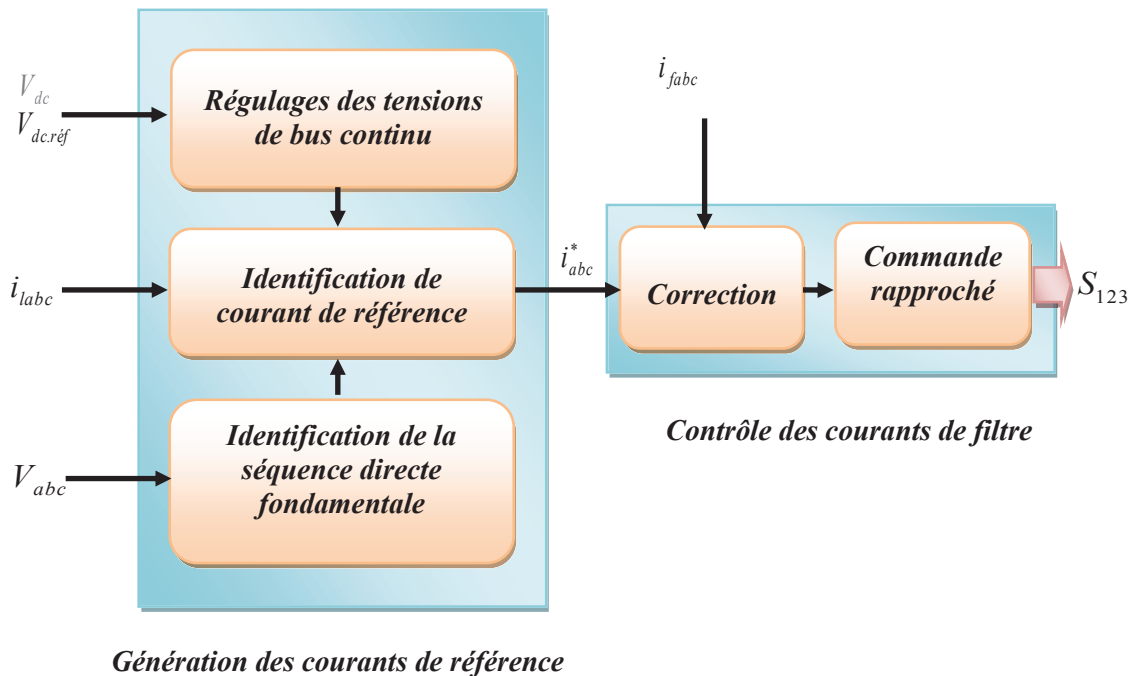 V_dc
V_dc.réf
Régulages des tensions
de bus continu
i_fabc
i_labc
Identification de
courant de référence
i*_abc
Correction
Commande
rapproché
S_123
V_abc
Identification de la
séquence directe
fondamentale
Contrôle des courants de filtre
Génération des courants de référence